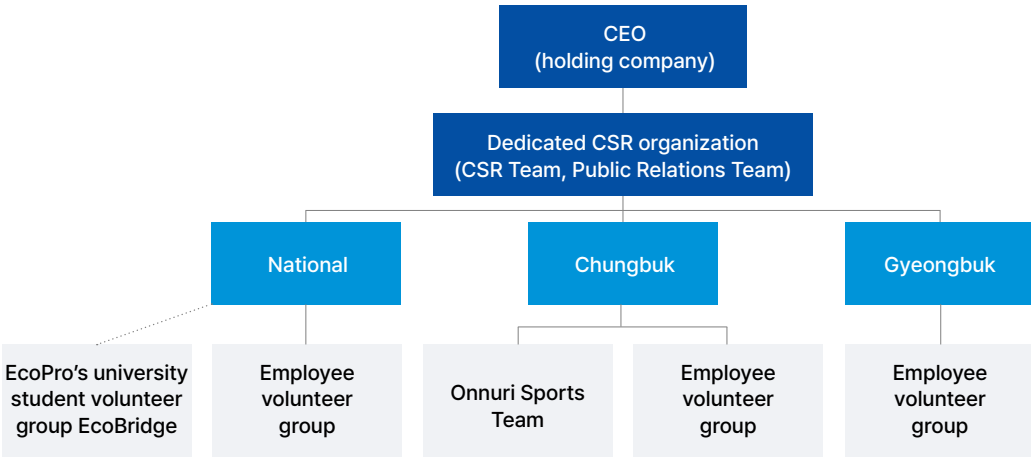 CEO
(holding company)
Dedicated CSR organization
(CSR Team, Public Relations Team)
National
Chungbuk
Gyeongbuk
EcoPro's university
student volunteer
group EcoBridge
Employee
volunteer
group
Onnuri Sports
Team
Employee
volunteer
group
Employee
volunteer
group